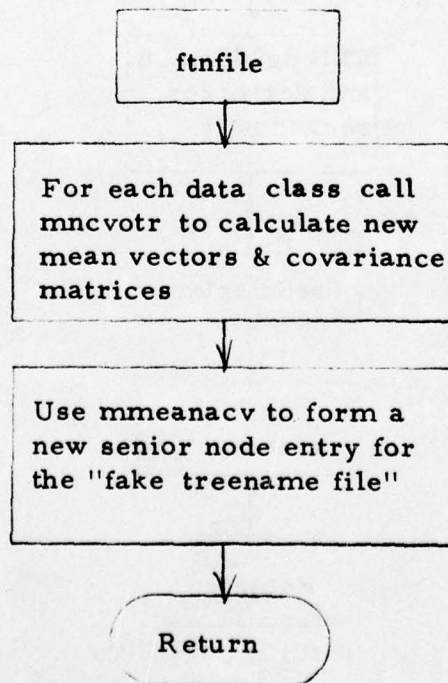 ftnfile
For each data class call
mncvotr to calculate new
mean vectors & covariance
matrices
Use mmeanacv to form a
new senior node entry for
the "fake treename file"
Return